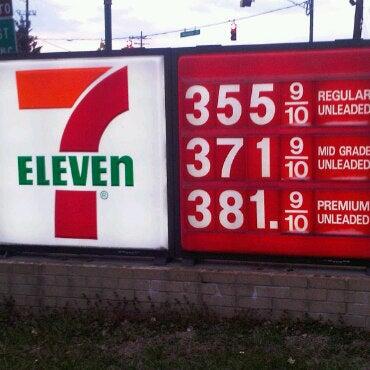 7
ELEVEn
®
355 9/10 REGULAR
UNLEADED
371 9/10 MID GRADE
UNLEADED
381. 9/10 PREMIUM
UNLEADED